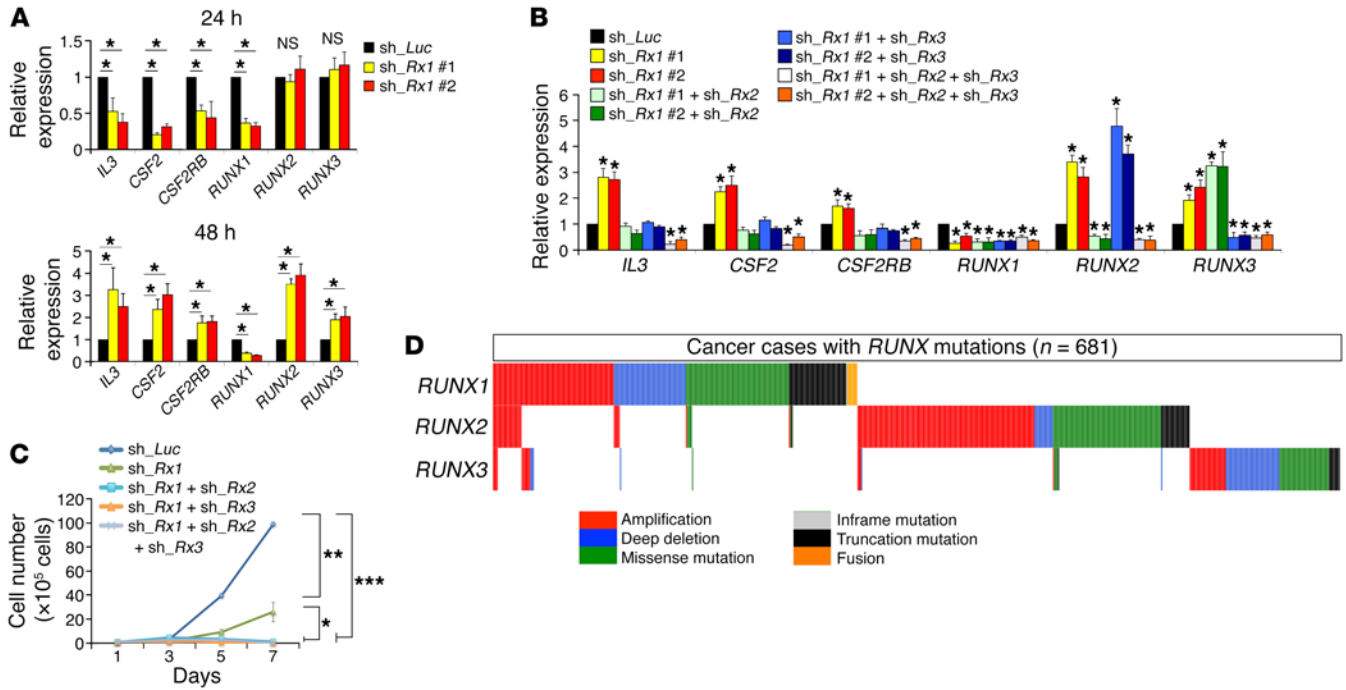 A
24 h
Relative expression
1.5
1
0.5
0
* * * * * * * * NS NS
IL3 CSF2 CSF2RB RUNX1 RUNX2 RUNX3
sh_Luc
sh_Rx1 #1
sh_Rx1 #2
48 h
Relative expression
5
4
3
2
1
0
* * * * * * * * * * * *
IL3 CSF2 CSF2RB RUNX1 RUNX2 RUNX3
B
sh_Luc
sh_Rx1 #1
sh_Rx1 #2
sh_Rx1 #1 + sh_Rx2
sh_Rx1 #2 + sh_Rx2
sh_Rx1 #1 + sh_Rx3
sh_Rx1 #2 + sh_Rx3
sh_Rx1 #1 + sh_Rx2 + sh_Rx3
sh_Rx1 #2 + sh_Rx2 + sh_Rx3
Relative expression
6
5
4
3
2
1
0
* * * * * * * * * * * * * * * * * * * * * * * * * * * * * * * * * * * *
IL3 CSF2 CSF2RB RUNX1 RUNX2 RUNX3
C
sh_Luc
sh_Rx1
sh_Rx1 + sh_Rx2
sh_Rx1 + sh_Rx3
sh_Rx1 + sh_Rx2
+ sh_Rx3
Cell number
(×10⁵ cells)
120
100
80
60
40
20
0
**
***
*
1 3 5 7
Days
D
Cancer cases with RUNX mutations (n = 681)
RUNX1
RUNX2
RUNX3
Amplification
Deep deletion
Missense mutation
Inframe mutation
Truncation mutation
Fusion